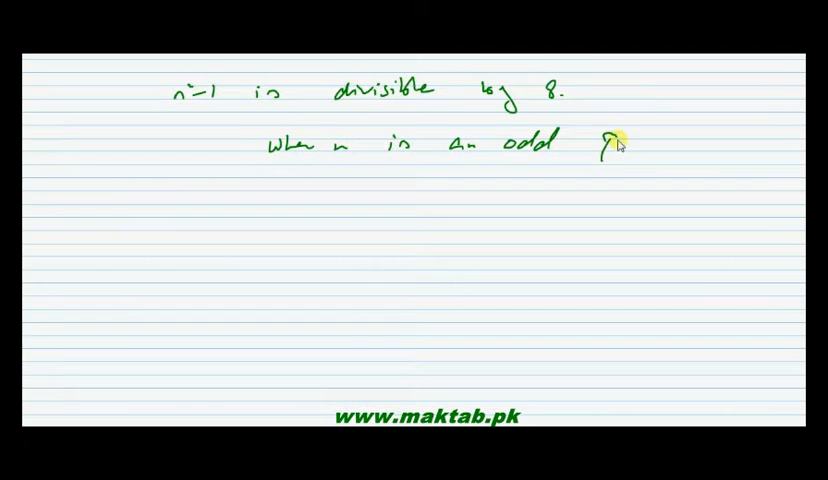 n²-1 is divisible by 8.
when n is an odd p
www.maktab.pk